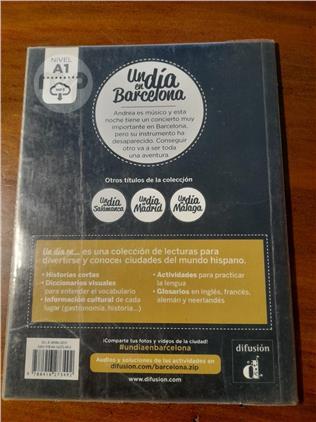 NIVEL
A1
MP3
Un día
en
Barcelona
Andrea es músico y esta
noche tiene un concierto muy
importante en Barcelona,
pero su instrumento ha
desaparecido. Conseguir
otro va a ser toda
una aventura.
Otros títulos de la colección
Un día Salamanca
Un día Madrid
Un día Málaga
Un día en... es una colección de lecturas para
divertirse y conocer ciudades del mundo hispano.
• Historias cortas
• Diccionarios visuales
para entender el vocabulario
• Información cultural de
cada lugar (gastronomía, historia...)
• Actividades para practicar
la lengua
• Glosarios en inglés, francés,
alemán y neerlandés
¡Comparte tus fotos y vídeos de la ciudad!
#undiaenbarcelona
Audios y soluciones de las actividades en
difusion.com/barcelona.zip
www.difusion.com
difusión